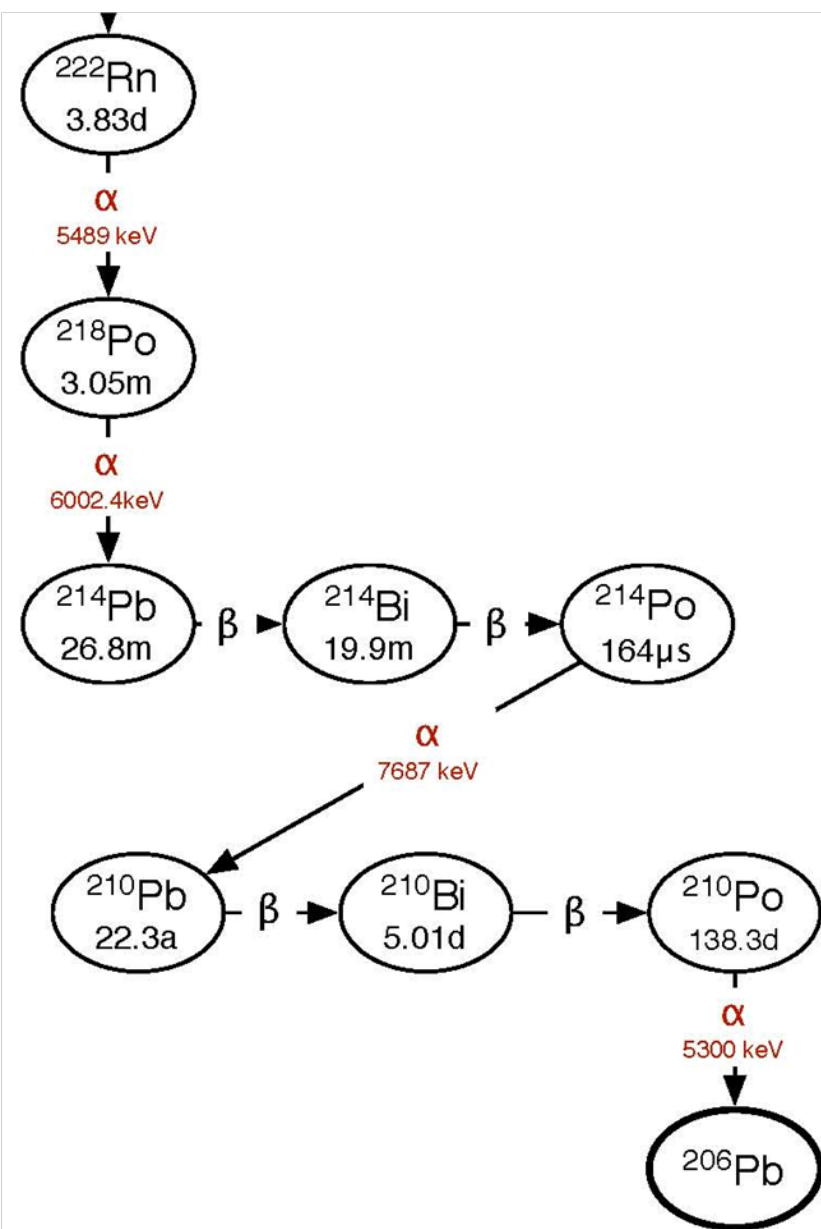 ²²²Rn
3.83d
α
5489 keV
²¹⁸Po
3.05m
α
6002.4keV
²¹⁴Pb β ²¹⁴Bi β ²¹⁴Po
26.8m 19.9m 164µs
α
7687 keV
²¹⁰Pb β ²¹⁰Bi β ²¹⁰Po
22.3a 5.01d 138.3d
α
5300 keV
²⁰⁶Pb